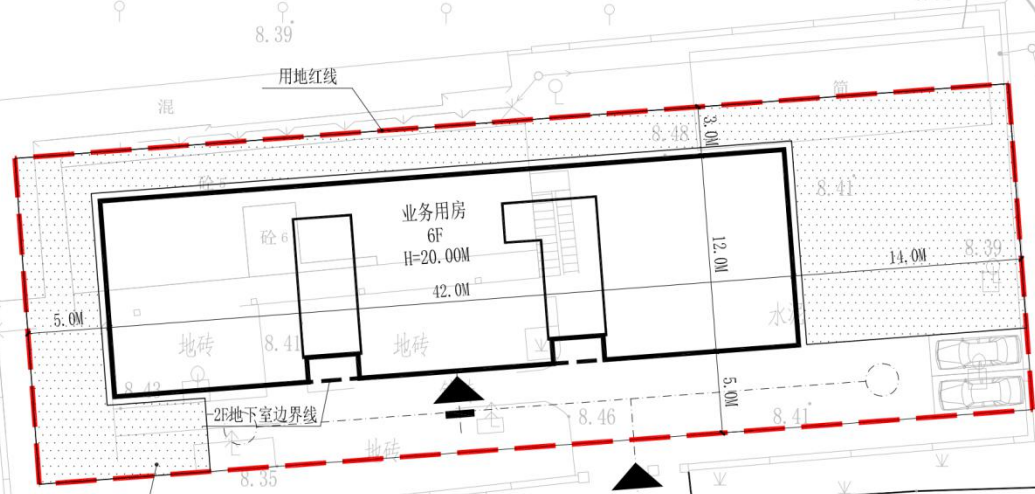 8.39
用地红线
混
简
3.0M
8.48
砼5
8.41
业务用房
6F
H=20.00M
砼6
12.0M
8.39
14.0M
42.0M
5.0M
水
地砖
8.41
地砖
5.0M
-2F地下室边界线
8.46
8.41
地砖
8.35